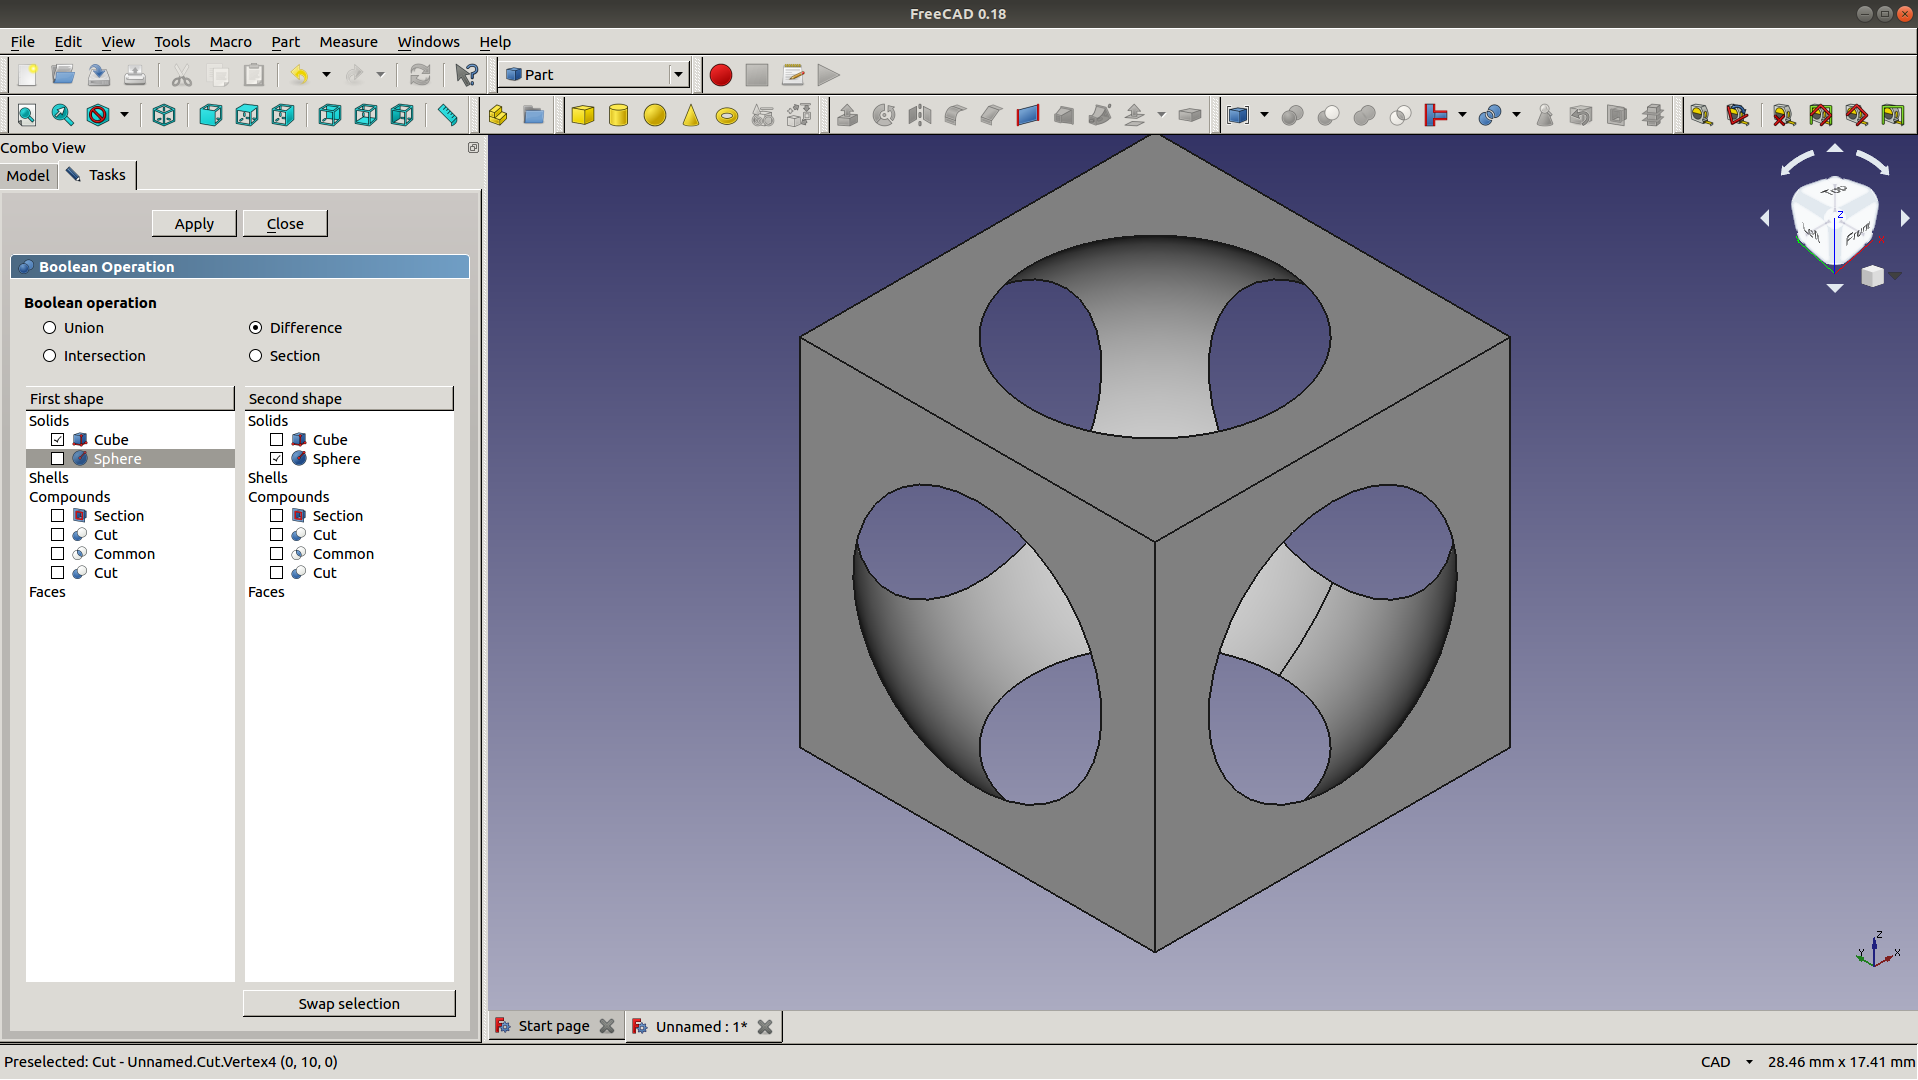 FreeCAD 0.18
File Edit View Tools Macro Part Measure Windows Help
Part
Combo View
Model Tasks
Apply Close
Boolean Operation
Boolean operation
Union Difference
Intersection Section
First shape Second shape
Solids Solids
Cube Cube
Sphere Sphere
Shells Shells
Compounds Compounds
Section Section
Cut Cut
Common Common
Cut Cut
Faces Faces
Swap selection
Top
Z
Left Front
Z
Y X
Start page Unnamed : 1*
Preselected: Cut - Unnamed.Cut.Vertex4 (0, 10, 0) CAD 28.46 mm x 17.41 mm